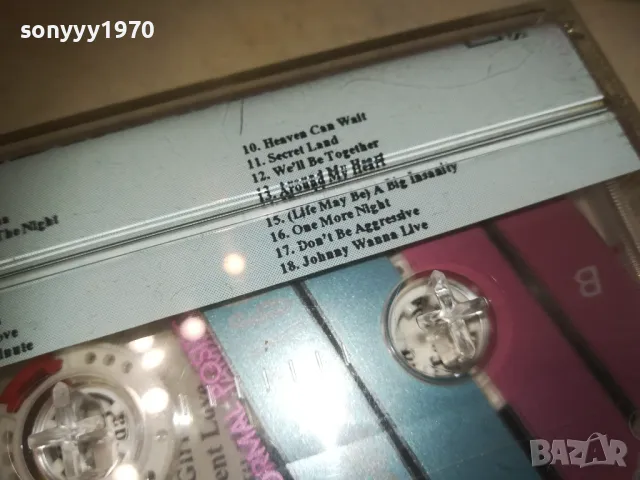 sonyyy1970
10. Heaven Can Wait
11. Secret Land
12. We'll Be Together
13. Around My Heart
15. (Life May Be) A Big Insanity
16. One More Night
17. Don't Be Aggressive
18. Johnny Wanna Live
The Night
B
BAZAR